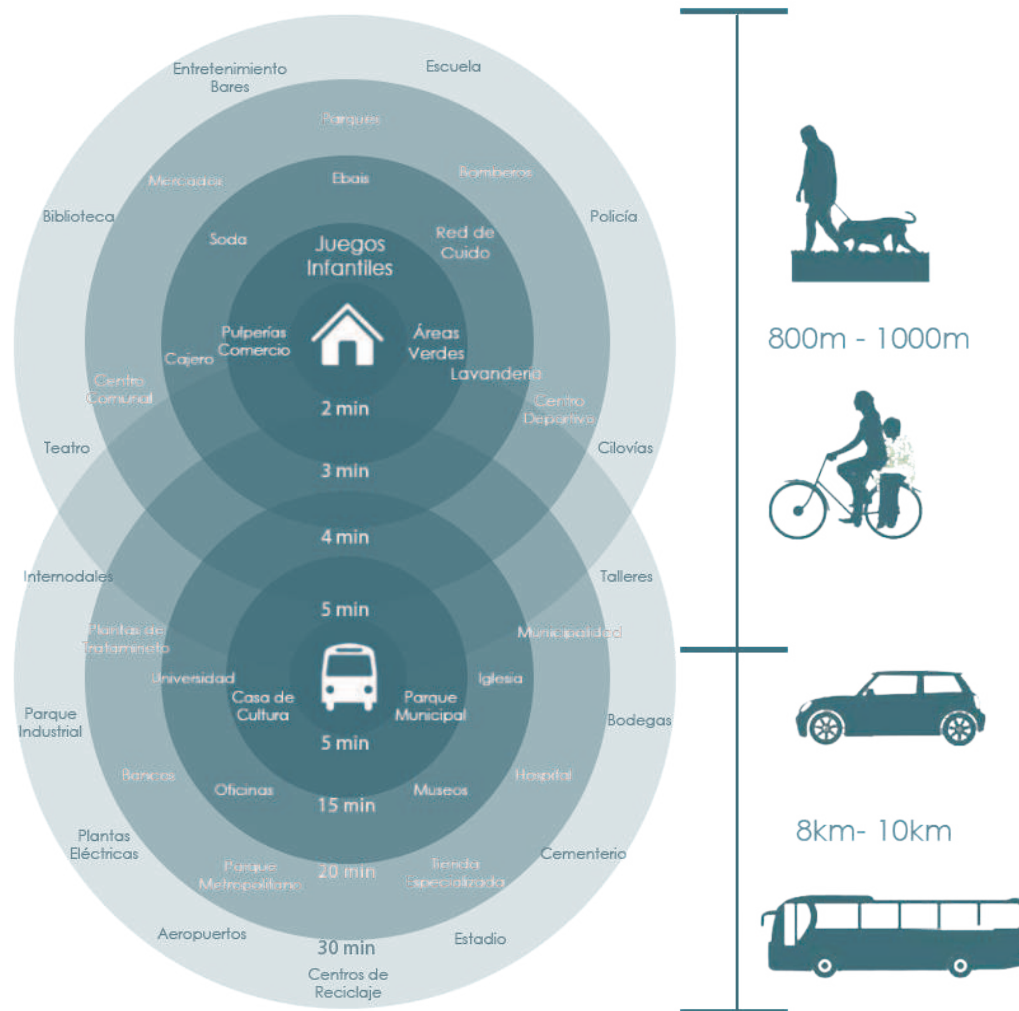 Entretenimiento
Bares
Escuela
Parques
Mercados
Ebais
Bomberos
Biblioteca
Policía
Soda
Red de
Cuido
Juegos
Infantiles
Pulperías
Comercio
Áreas
Verdes
Cajero
Lavanderia
Centro
Comunal
Centro
Deportivo
2 min
Teatro
Cilovías
3 min
4 min
Internodales
Talleres
5 min
Plantas de
Tratamineto
Municipalidad
Universidad
Iglesia
Casa de
Cultura
Parque
Municipal
Parque
Industrial
Bodegas
5 min
Bancos
Hospital
Oficinas
Museos
15 min
Plantas
Eléctricas
Cementerio
Parque
Metropolitano
20 min
Tienda
Especializada
Aeropuertos
Estadio
30 min
Centros de
Reciclaje
800m - 1000m
8km- 10km